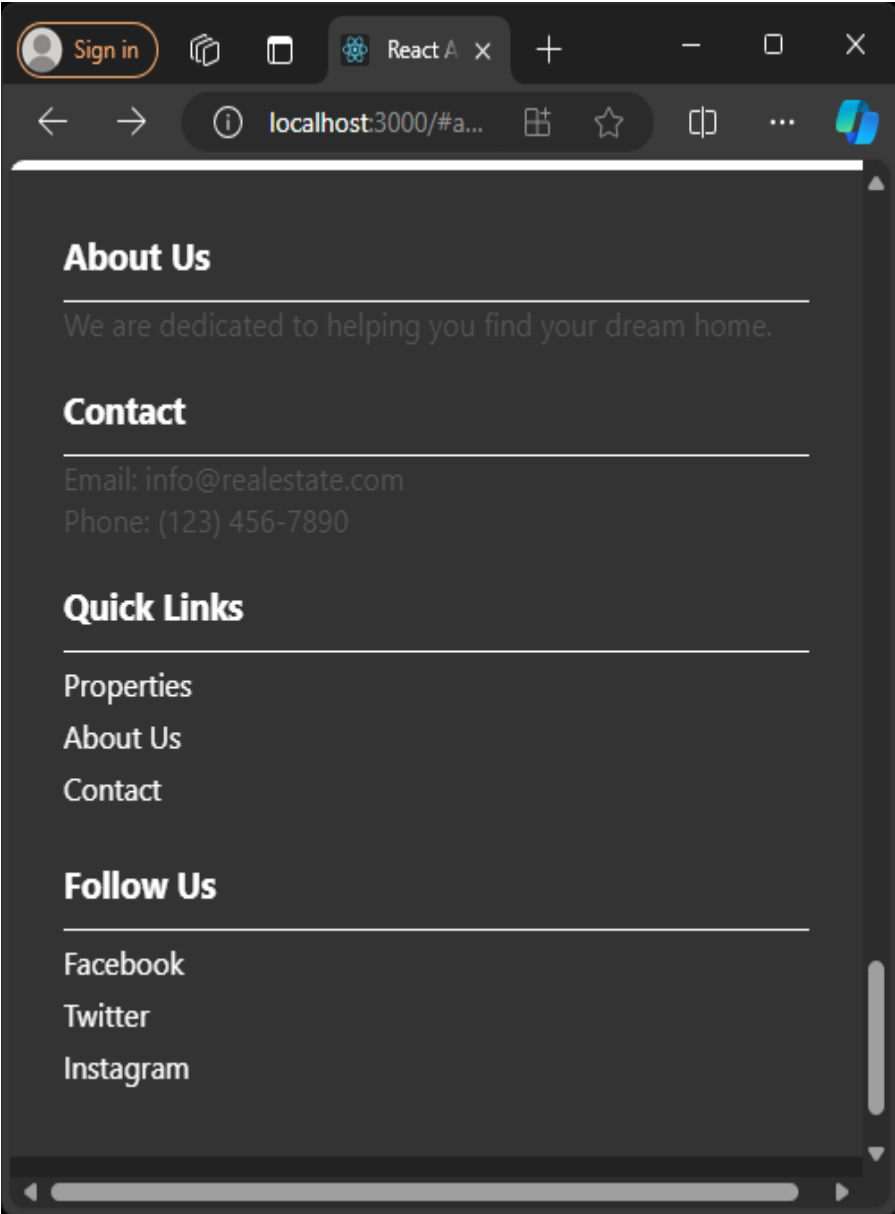 Sign in
React A
localhost:3000/#a...
About Us
We are dedicated to helping you find your dream home.
Contact
Email: info@realestate.com
Phone: (123) 456-7890
Quick Links
Properties
About Us
Contact
Follow Us
Facebook
Twitter
Instagram